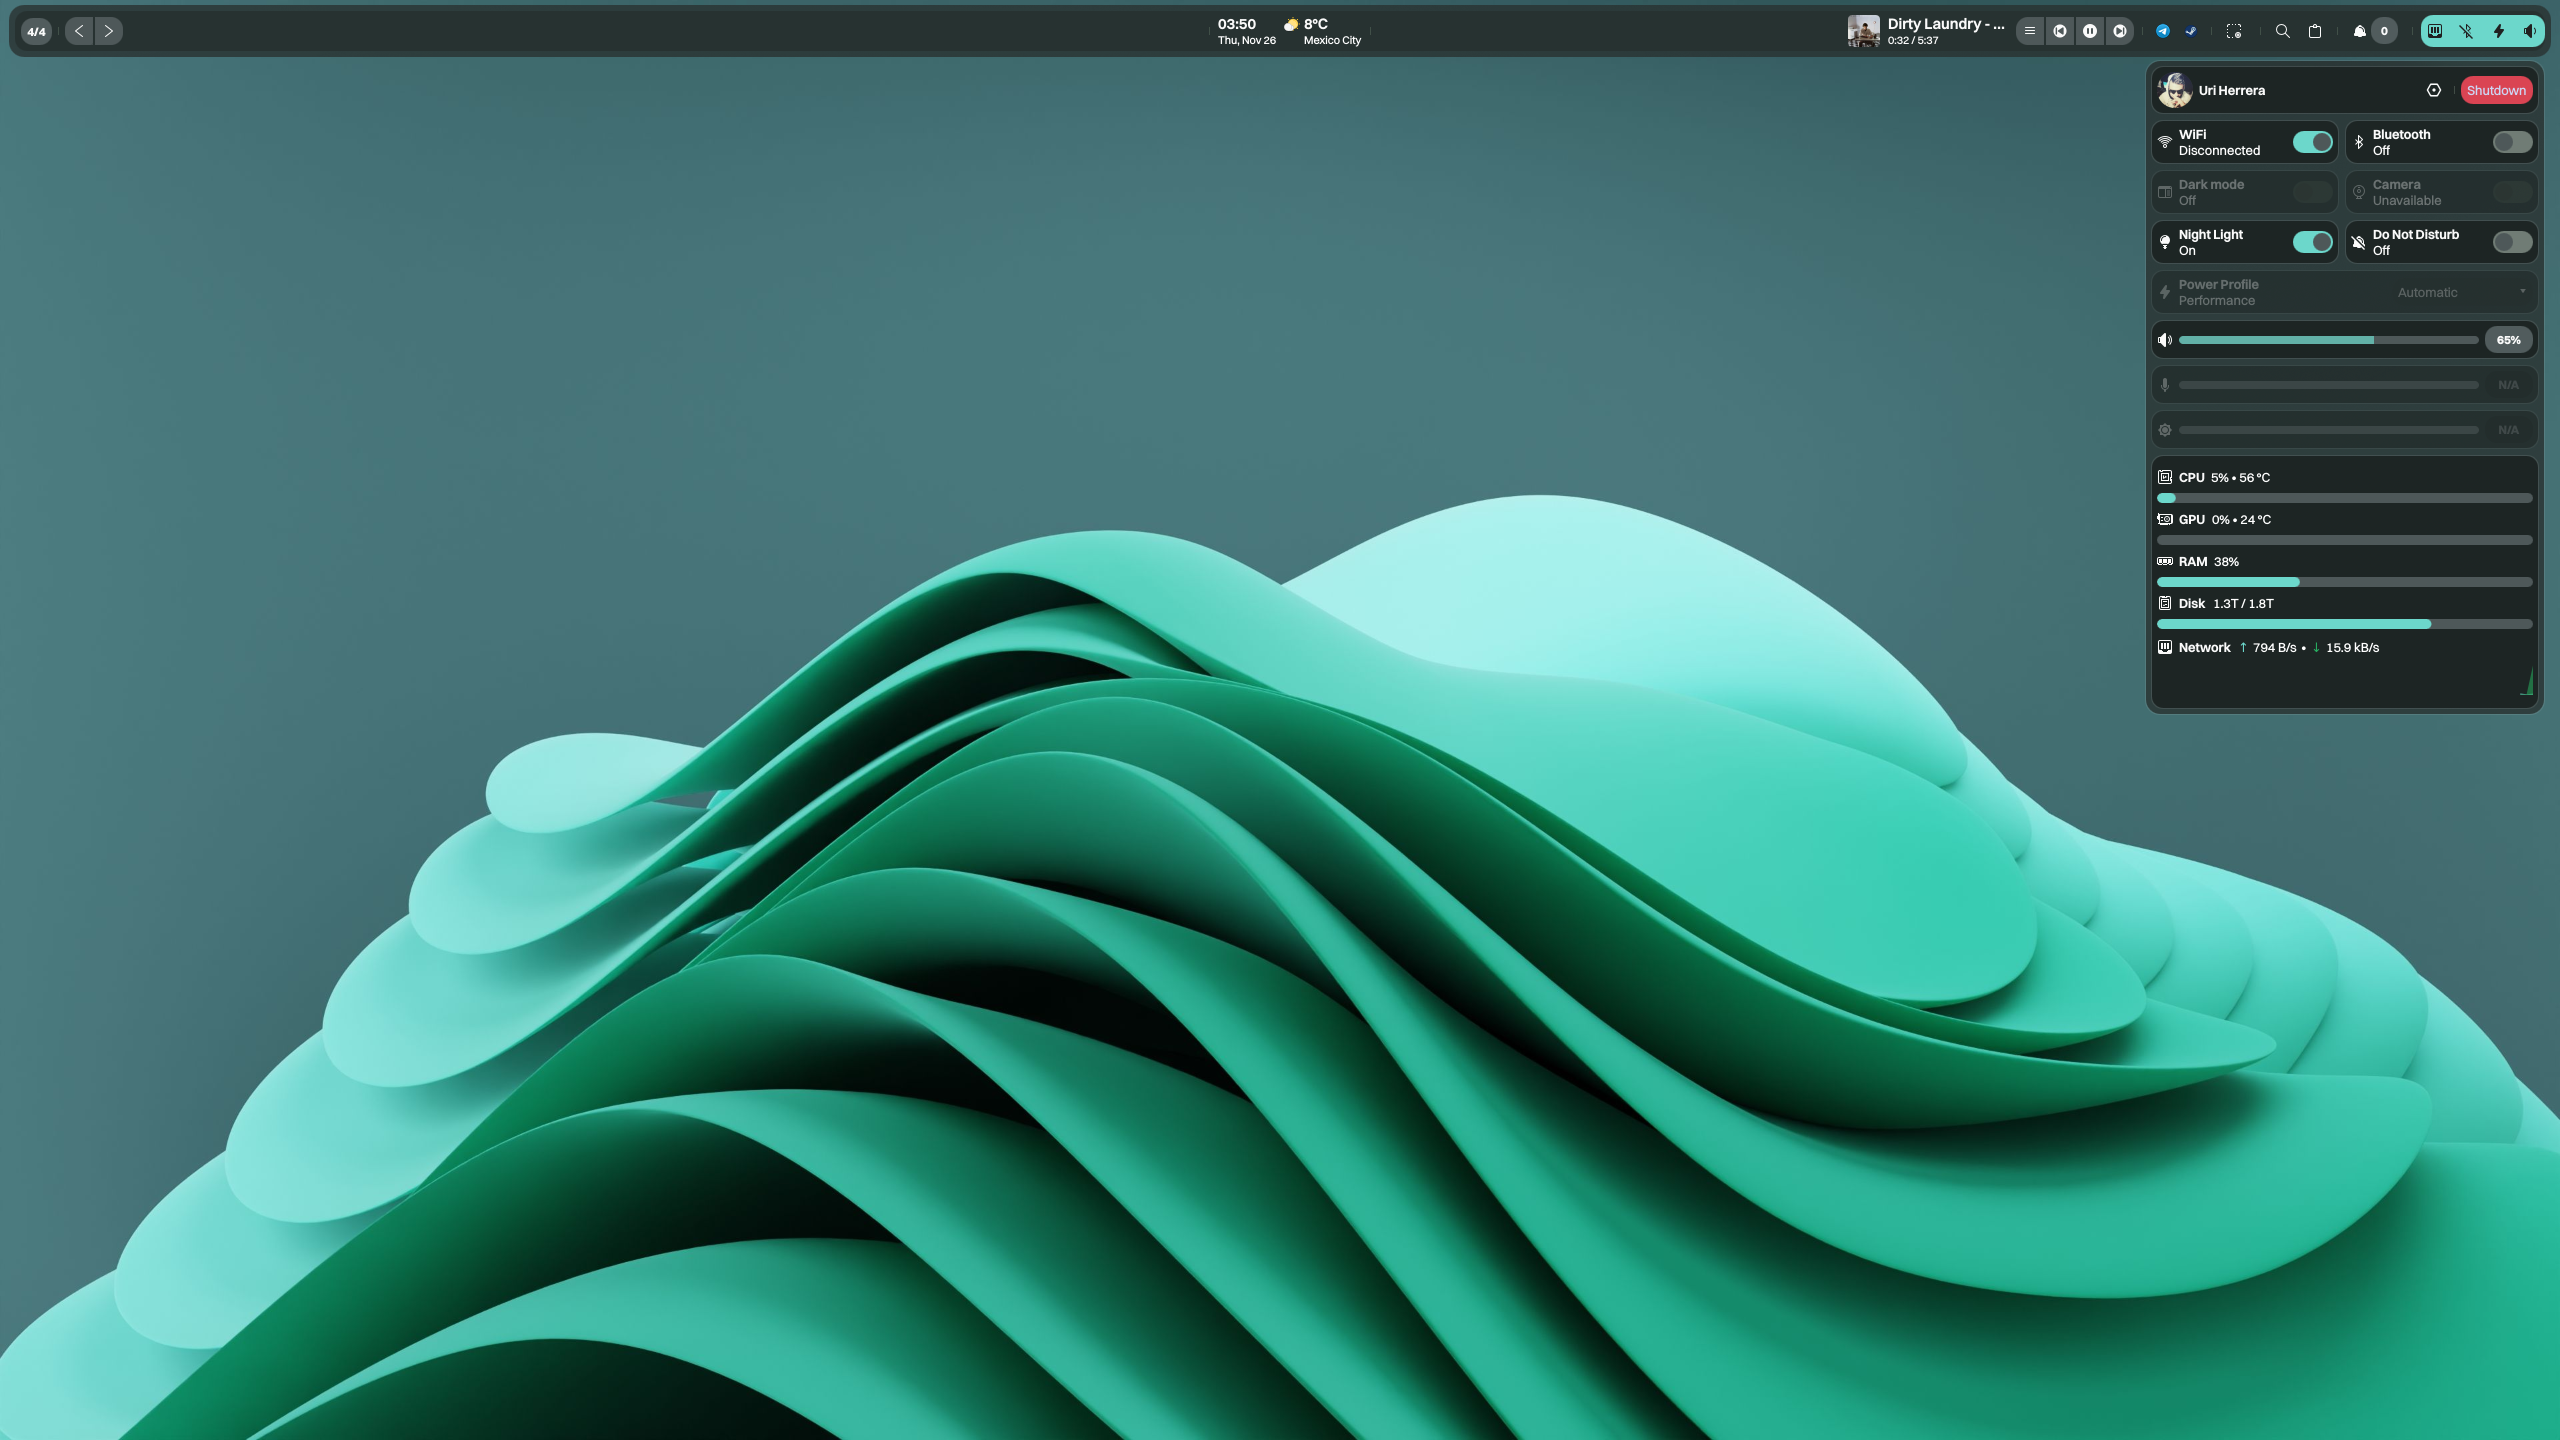 4/4
03:50
8°C
Thu, Nov 26
Mexico City
Dirty Laundry - ...
0:32 / 5:37
0
Uri Herrera
Shutdown
WiFi
Disconnected
Bluetooth
Off
Dark mode
Off
Camera
Unavailable
Night Light
On
Do Not Disturb
Off
Power Profile
Performance
Automatic
65%
N/A
N/A
CPU 5% • 56 °C
GPU 0% • 24 °C
RAM 38%
Disk 1.3T / 1.8T
Network ↑ 794 B/s • ↓ 15.9 kB/s